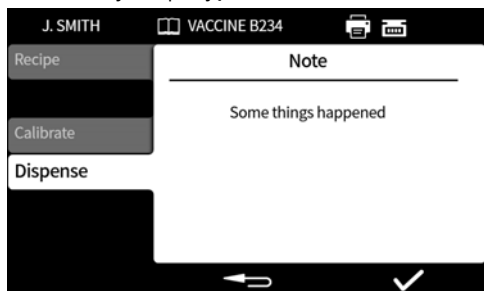 J. SMITH VACCINE B234
Recipe
Note
Some things happened
Calibrate
Dispense